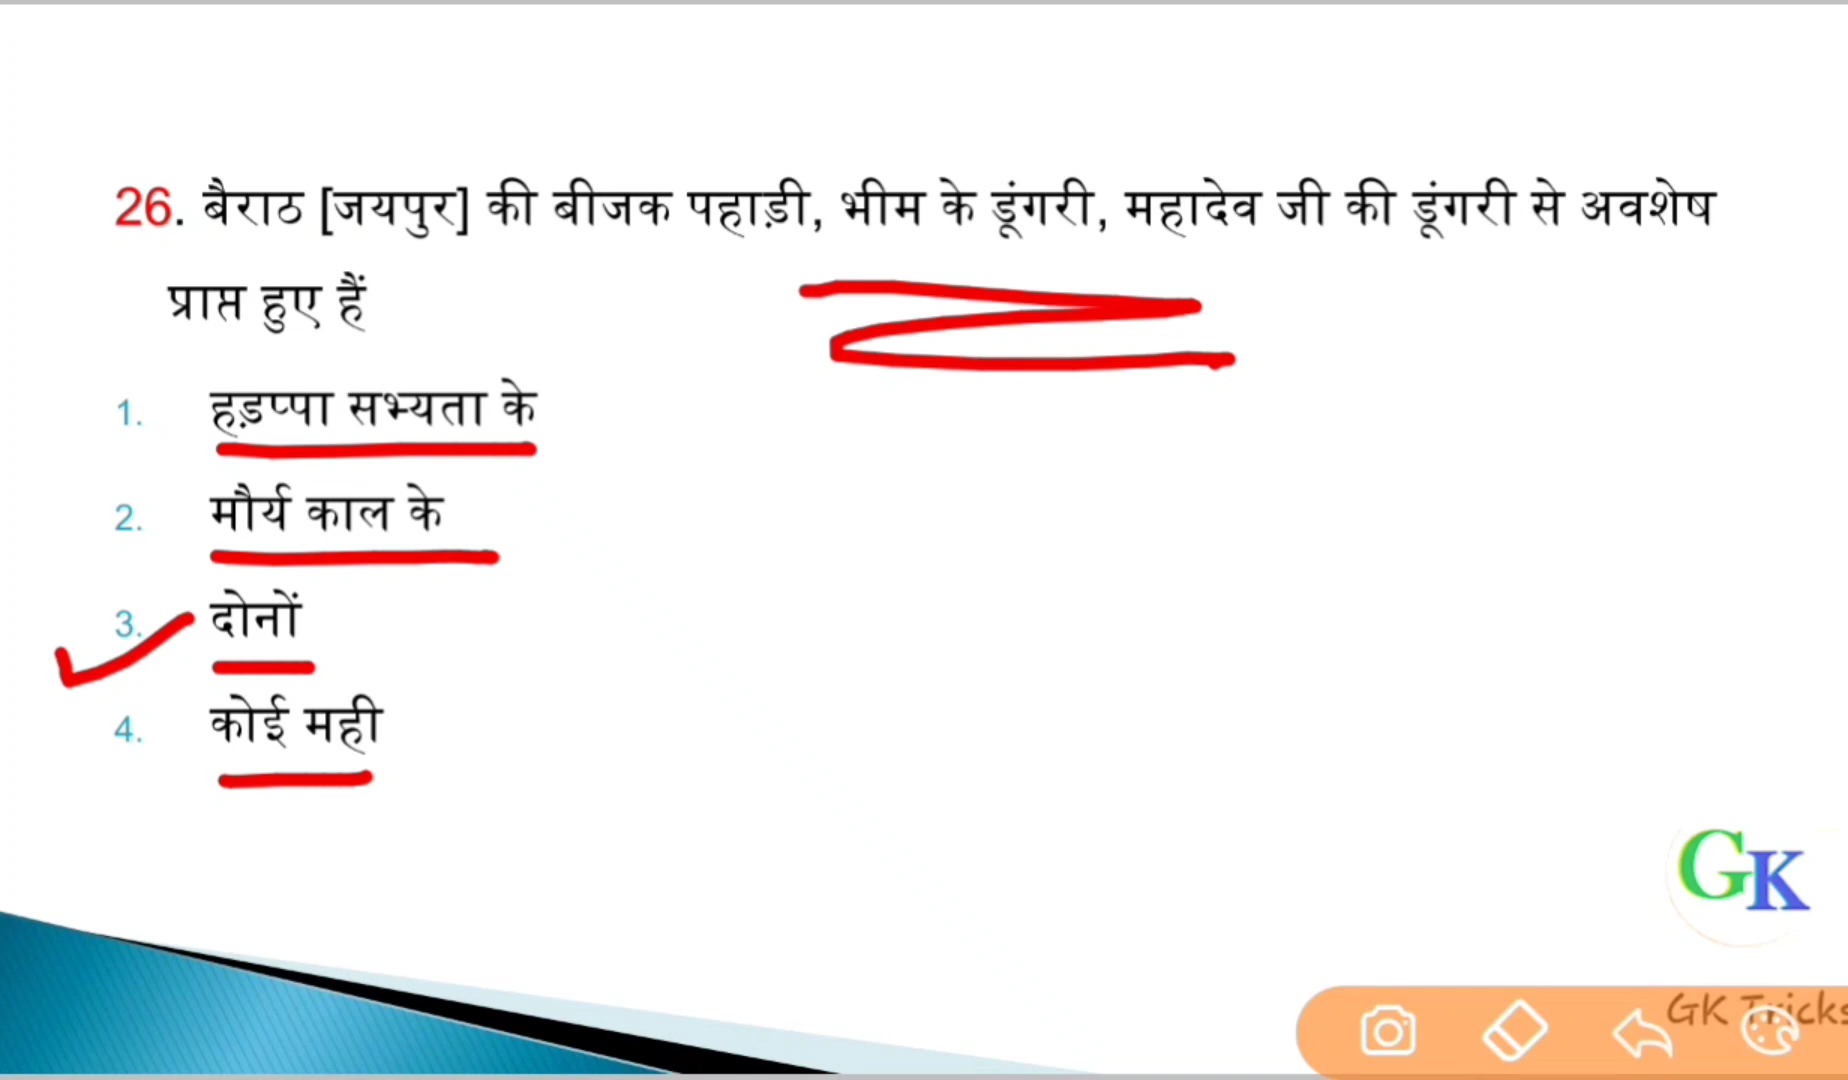 26. बैराठ [जयपुर] की बीजक पहाड़ी, भीम के डूंगरी, महादेव जी की डूंगरी से अवशेष
प्राप्त हुए हैं
1. हड़प्पा सभ्यता के
2. मौर्य काल के
3. दोनों
4. कोई मही
GK
GK Tricks